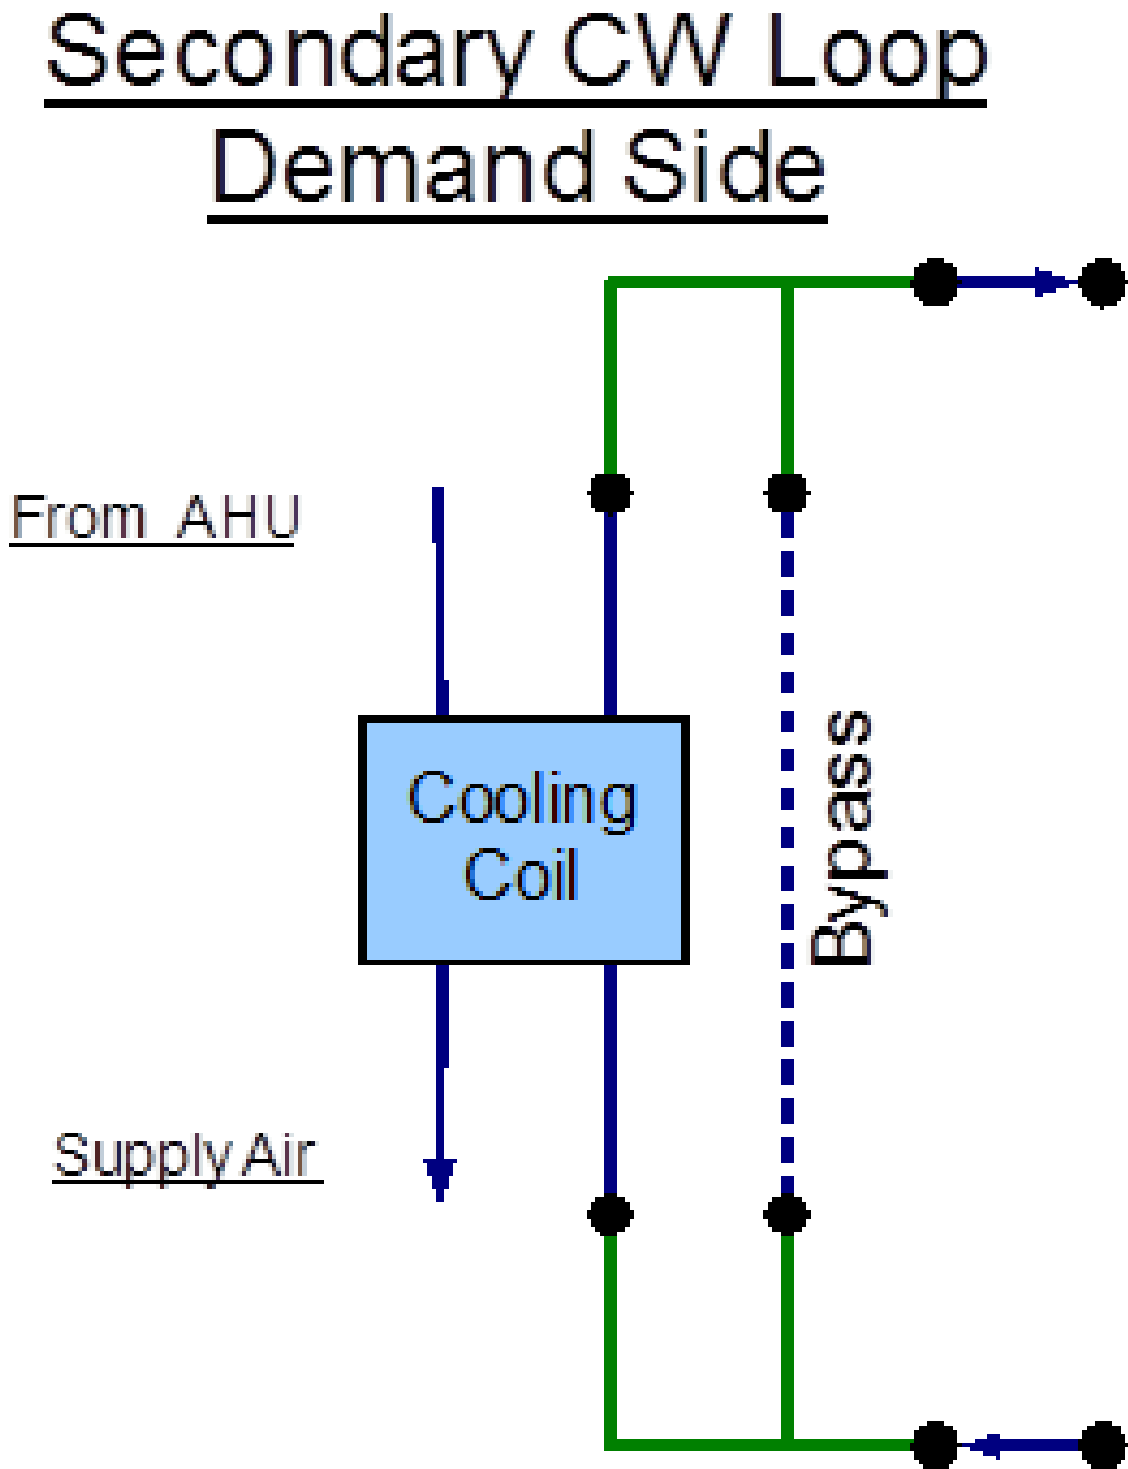 Secondary CW Loop
Demand Side
From AHU
Cooling
Coil
Bypass
Supply Air